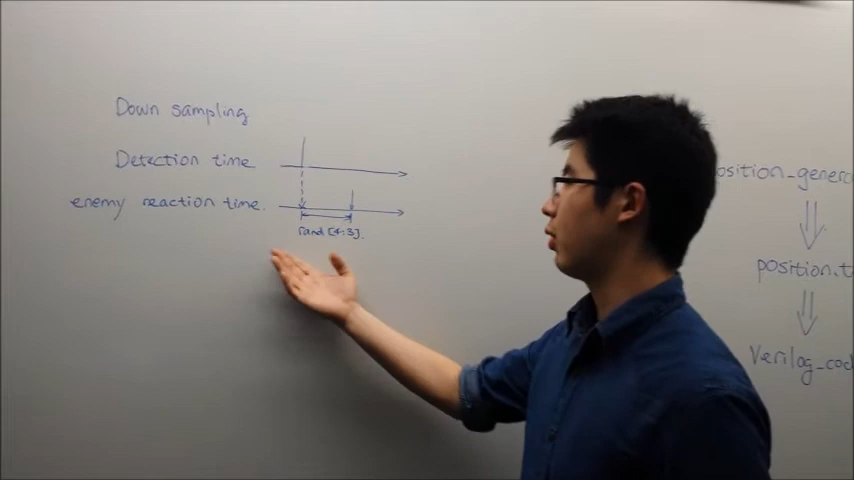 Down sampling
Detection time
enemy reaction time.
rand [4:3].
position_genera
position.t
Verilog_cod